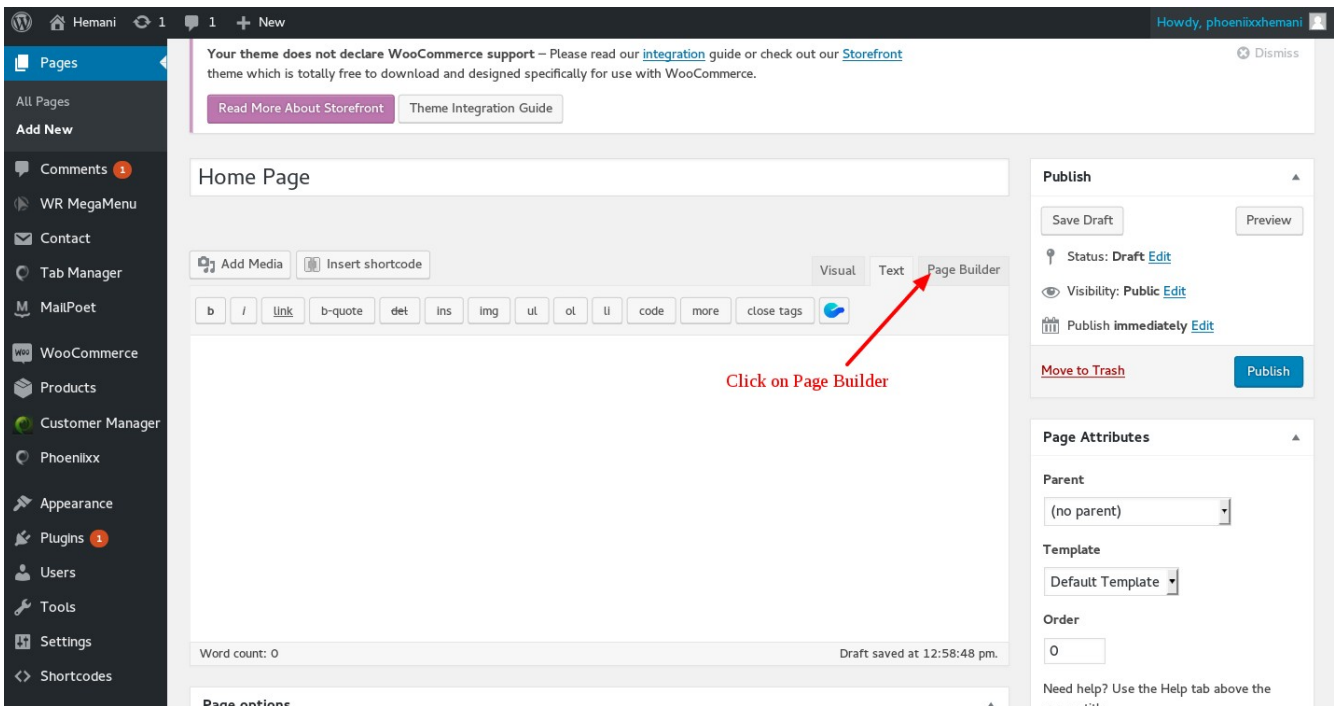 Hemani 1 1 + New
Howdy, phoeniixxhemani
Pages
All Pages
Add New
Comments 1
WR MegaMenu
Contact
Tab Manager
MailPoet
WooCommerce
Products
Customer Manager
Phoeniixx
Appearance
Plugins 1
Users
Tools
Settings
Shortcodes
Your theme does not declare WooCommerce support – Please read our integration guide or check out our Storefront
theme which is totally free to download and designed specifically for use with WooCommerce.
Dismiss
Read More About Storefront Theme Integration Guide
Home Page
Add Media Insert shortcode
Visual Text Page Builder
b i link b-quote del ins img ul ol li code more close tags
Click on Page Builder
Word count: 0
Draft saved at 12:58:48 pm.
Page options
Publish
Save Draft Preview
Status: Draft Edit
Visibility: Public Edit
Publish immediately Edit
Move to Trash Publish
Page Attributes
Parent
(no parent)
Template
Default Template
Order
0
Need help? Use the Help tab above the